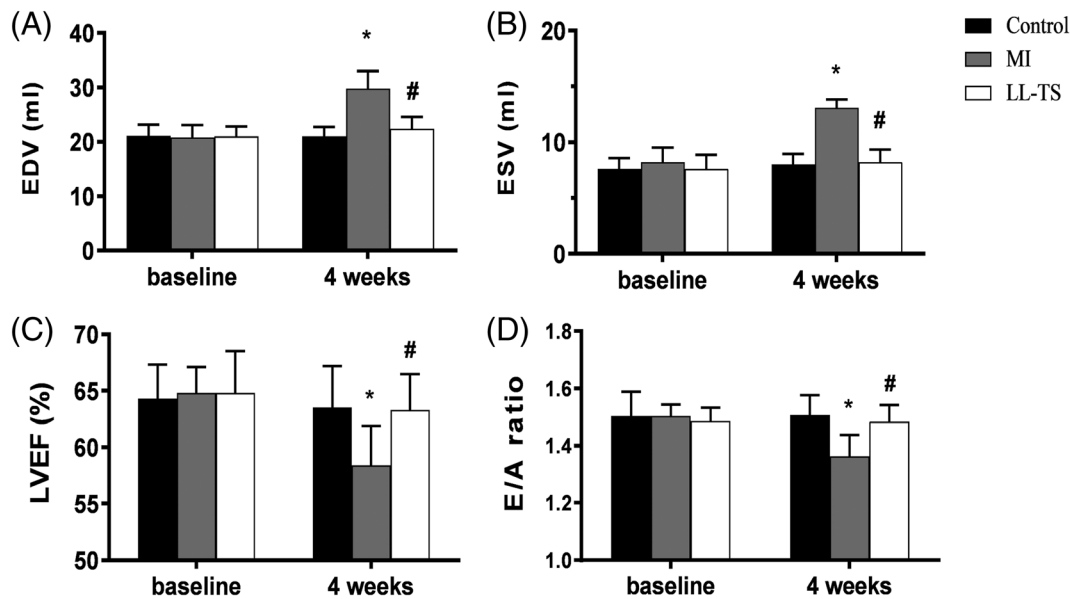 (A)
EDV (ml)
40
30
20
10
0
*
#
baseline
4 weeks
(B)
ESV (ml)
20
10
0
*
#
baseline
4 weeks
Control
MI
LL-TS
(C)
LVEF (%)
70
65
60
55
50
*
#
baseline
4 weeks
(D)
E/A ratio
1.8
1.6
1.4
1.2
1.0
*
#
baseline
4 weeks